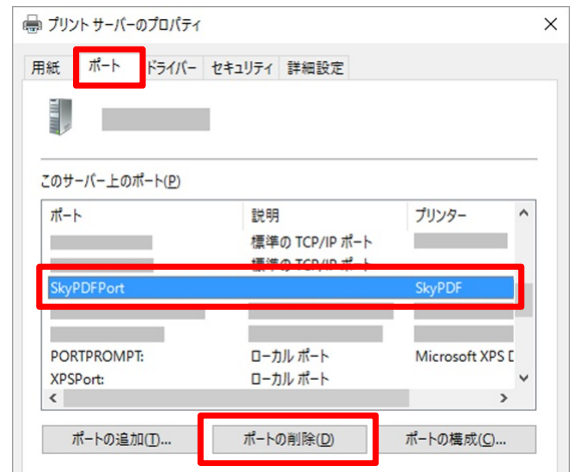 プリント サーバーのプロパティ
用紙 ポート ドライバー セキュリティ 詳細設定
このサーバー上のポート(P)
ポート 説明 プリンター
標準の TCP/IP ポート
標準の TCP/IP ポート
SkyPDFPort SkyPDF
PORTPROMPT: ローカル ポート Microsoft XPS D
XPSPort: ローカル ポート
ポートの追加(T)... ポートの削除(D) ポートの構成(C)...